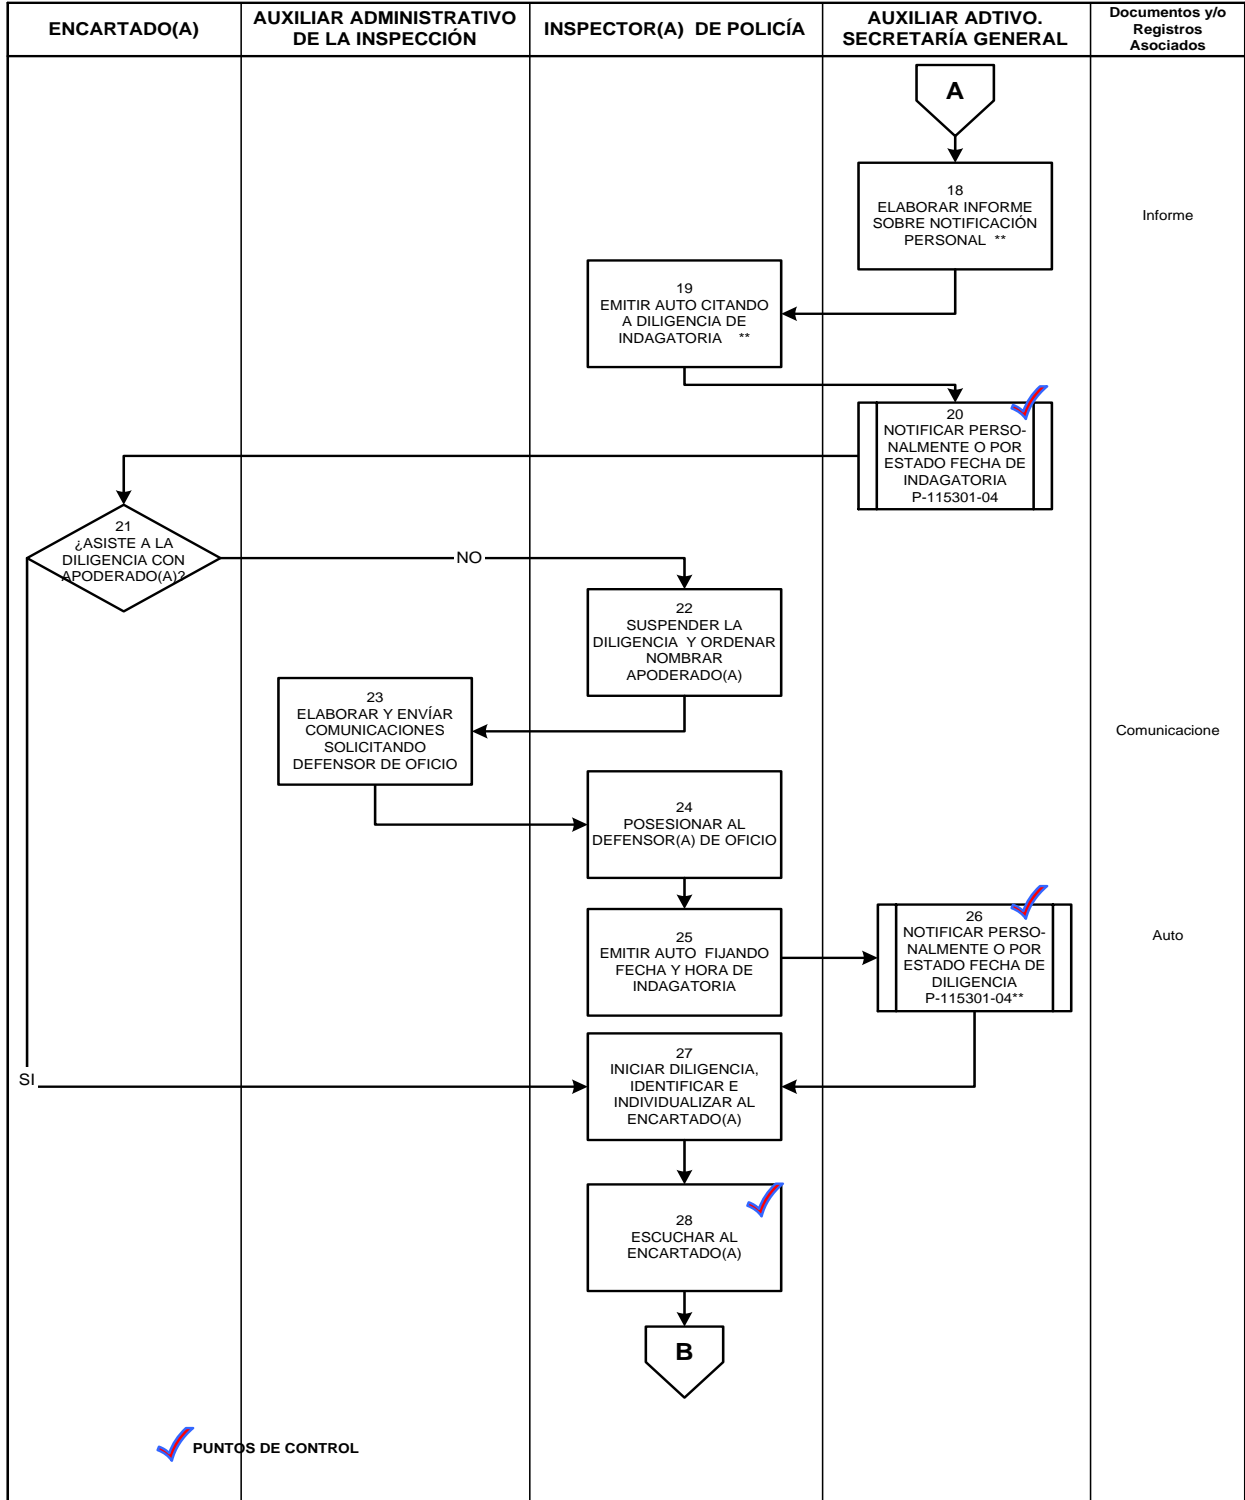 ENCARTADO(A)
AUXILIAR ADMINISTRATIVO
DE LA INSPECCIÓN
INSPECTOR(A) DE POLICÍA
AUXILIAR ADTIVO.
SECRETARÍA GENERAL
Documentos y/o
Registros
Asociados
A
18
ELABORAR INFORME
SOBRE NOTIFICACIÓN
PERSONAL **
Informe
19
EMITIR AUTO CITANDO
A DILIGENCIA DE
INDAGATORIA **
20
NOTIFICAR PERSO-
NALMENTE O POR
ESTADO FECHA DE
INDAGATORIA
P-115301-04
21
¿ASISTE A LA
DILIGENCIA CON
APODERADO(A)?
NO
22
SUSPENDER LA
DILIGENCIA Y ORDENAR
NOMBRAR
APODERADO(A)
23
ELABORAR Y ENVÍAR
COMUNICACIONES
SOLICITANDO
DEFENSOR DE OFICIO
Comunicacione
24
POSESIONAR AL
DEFENSOR(A) DE OFICIO
25
EMITIR AUTO FIJANDO
FECHA Y HORA DE
INDAGATORIA
26
NOTIFICAR PERSO-
NALMENTE O POR
ESTADO FECHA DE
DILIGENCIA
P-115301-04**
Auto
27
INICIAR DILIGENCIA,
IDENTIFICAR E
INDIVIDUALIZAR AL
ENCARTADO(A)
SI
28
ESCUCHAR AL
ENCARTADO(A)
B
PUNTOS DE CONTROL